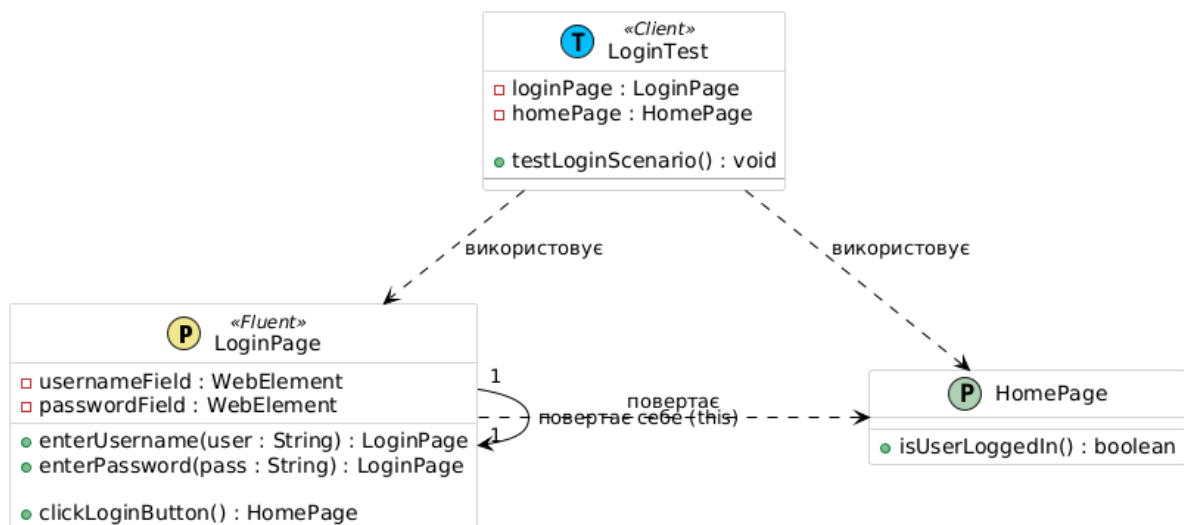 T
«Client»
LoginTest
loginPage : LoginPage
homePage : HomePage
testLoginScenario() : void
використовує
використовує
P
«Fluent»
LoginPage
usernameField : WebElement
passwordField : WebElement
enterUsername(user : String) : LoginPage
enterPassword(pass : String) : LoginPage
clickLoginButton() : HomePage
1
повертає
повертає себе (this)
1
P
HomePage
isUserLoggedIn() : boolean